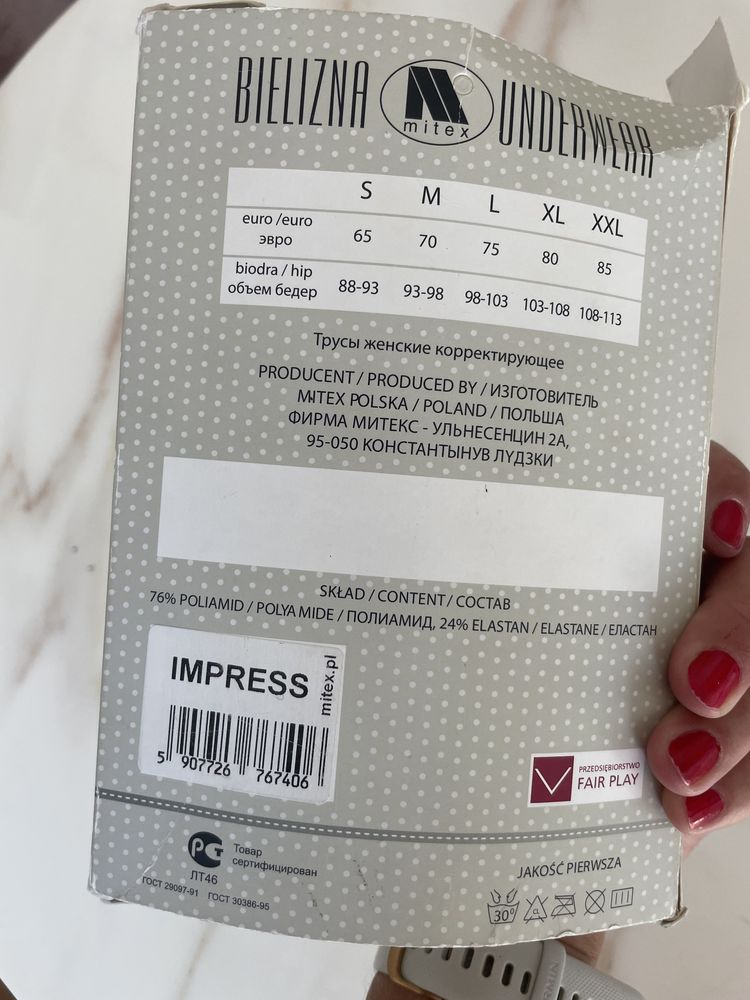 BIELIZNA mitex UNDERWEAR
S M L XL XXL
euro /euro
эвро 65 70 75 80 85
biodra / hip
объем бедер 88-93 93-98 98-103 103-108 108-113
Трусы женские корректирующее
PRODUCENT / PRODUCED BY / ИЗГОТОВИТЕЛЬ
MITEX POLSKA / POLAND / ПОЛЬША
ФИРМА МИТЕКС - УЛЬНЕСЕНЦИН 2А,
95-050 КОНСТАНТЫНУВ ЛУДЗКИ
SKŁAD / CONTENT / СОСТАВ
76% POLIAMID / POLYA MIDE / ПОЛИАМИД, 24% ELASTAN / ELASTANE / ЕЛАСТАН
IMPRESS
mitex.pl
5 907726 767406
PRZEDSIĘBIORSTWO
FAIR PLAY
РСТ
ЛТ46
Товар
сертифицирован
ГОСТ 29097-91 ГОСТ 30386-95
JAKOŚĆ PIERWSZA
30°